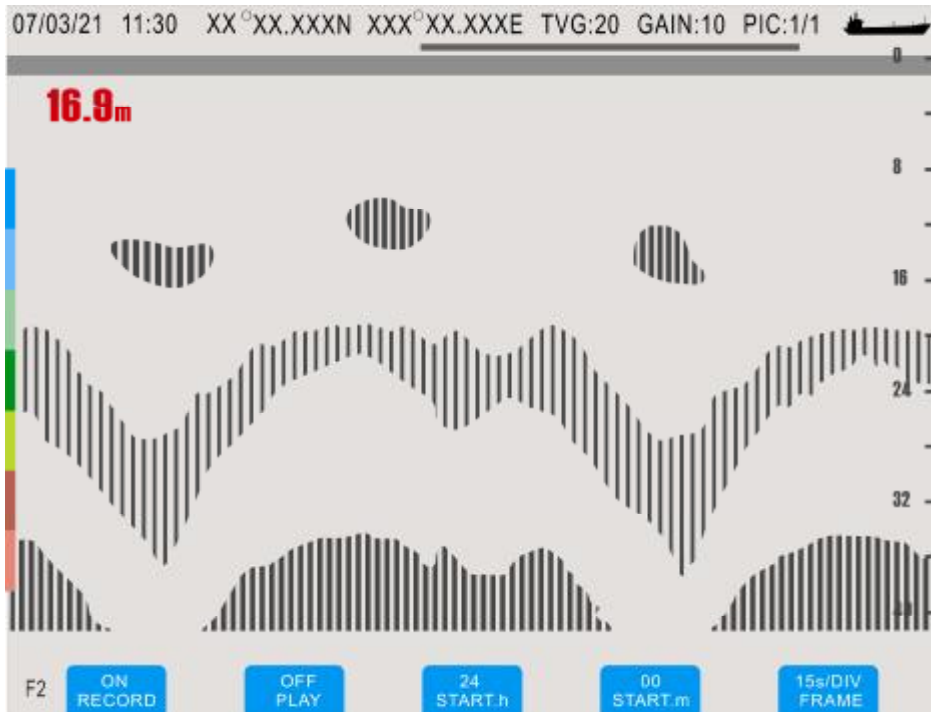 07/03/21 11:30 XX°XX.XXXN XXX°XX.XXXE TVG:20 GAIN:10 PIC:1/1
0
16.9m
8
16
24
32
F2
ON
RECORD
OFF
PLAY
24
START.h
00
START.m
15s/DIV
FRAME